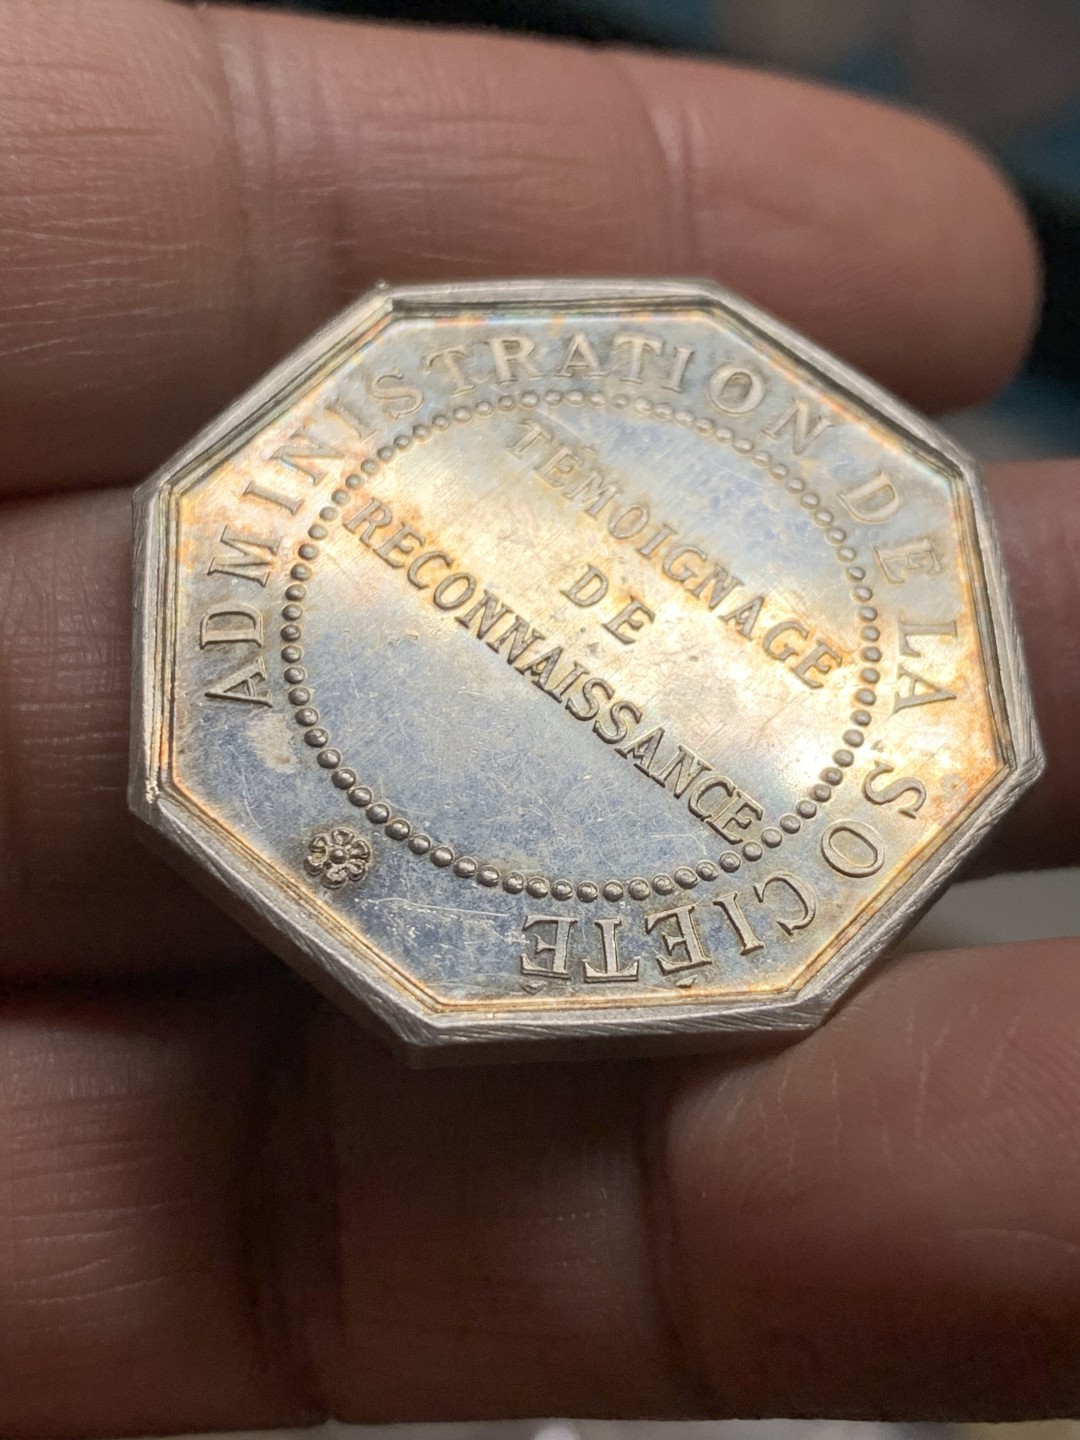 ADMINISTRATION DE LA SOCIÉTÉ
TÉMOIGNAGE
DE
RECONNAISSANCE